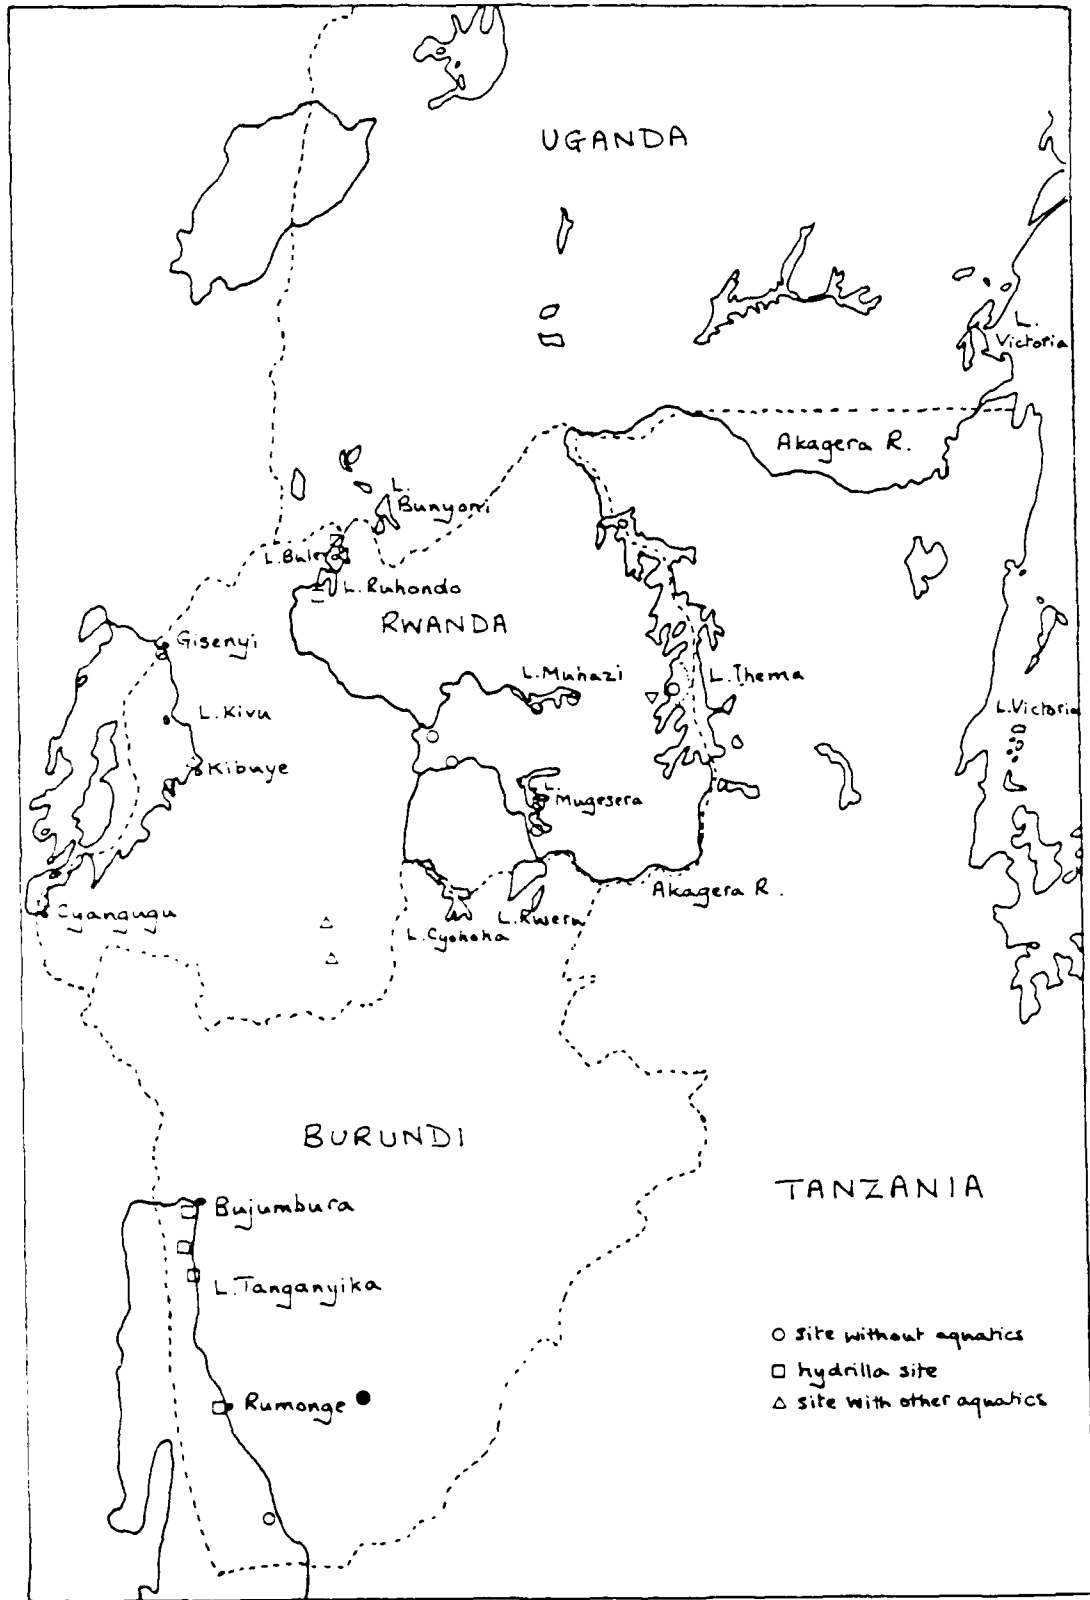 UGANDA
L.
Victoria
Akagera R.
L.
Bunyoni
L. Bulera
L. Ruhondo
RWANDA
Gisenyi
L. Muhazi
L. Ihema
L. Kivu
L. Victoria
Kibuye
L.
Mugesera
Akagera R.
Cyangugu
L. Rweru
L. Cyohoha
BURUNDI
TANZANIA
Bujumbura
L. Tanganyika
site without aquatics
hydrilla site
Rumonge
site with other aquatics